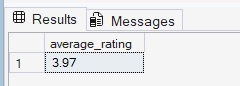 Results Messages
average_rating
1 3.97